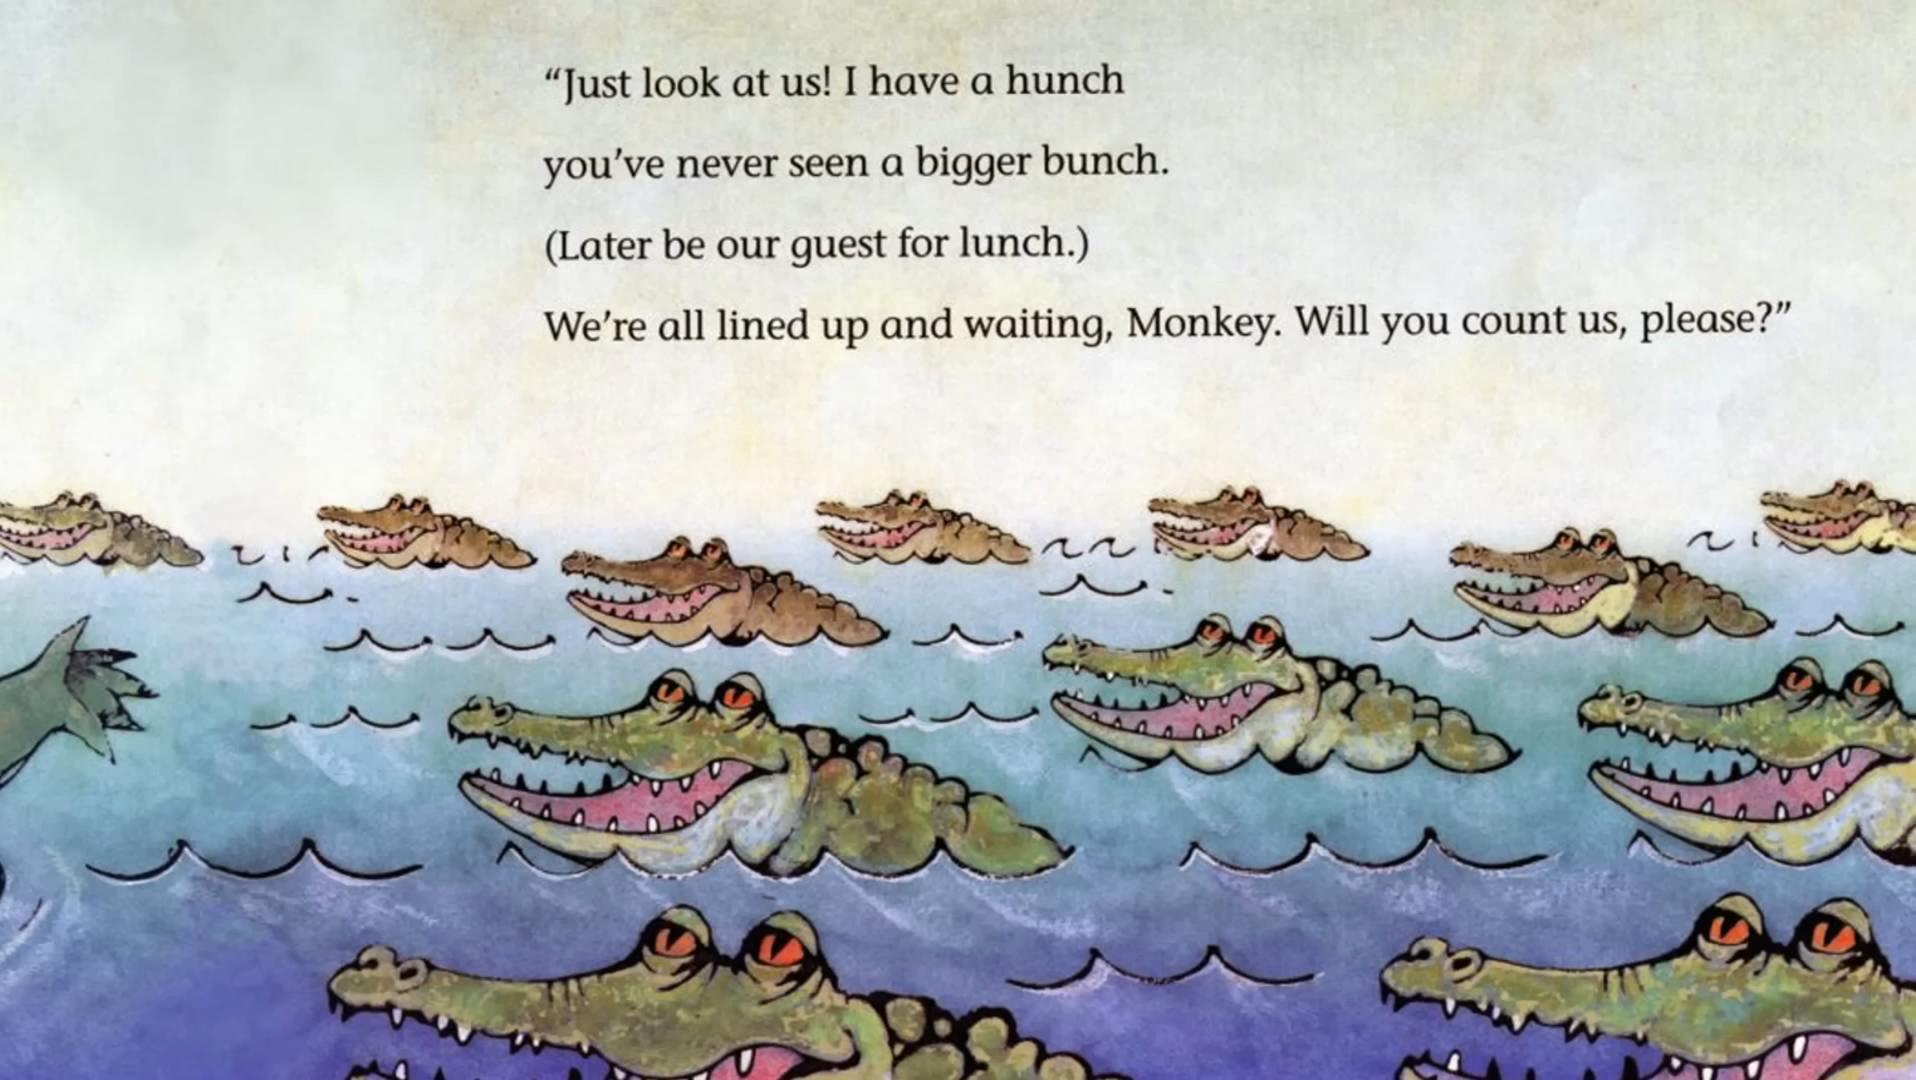 “Just look at us! I have a hunch
you’ve never seen a bigger bunch.
(Later be our guest for lunch.)
We’re all lined up and waiting, Monkey. Will you count us, please?”